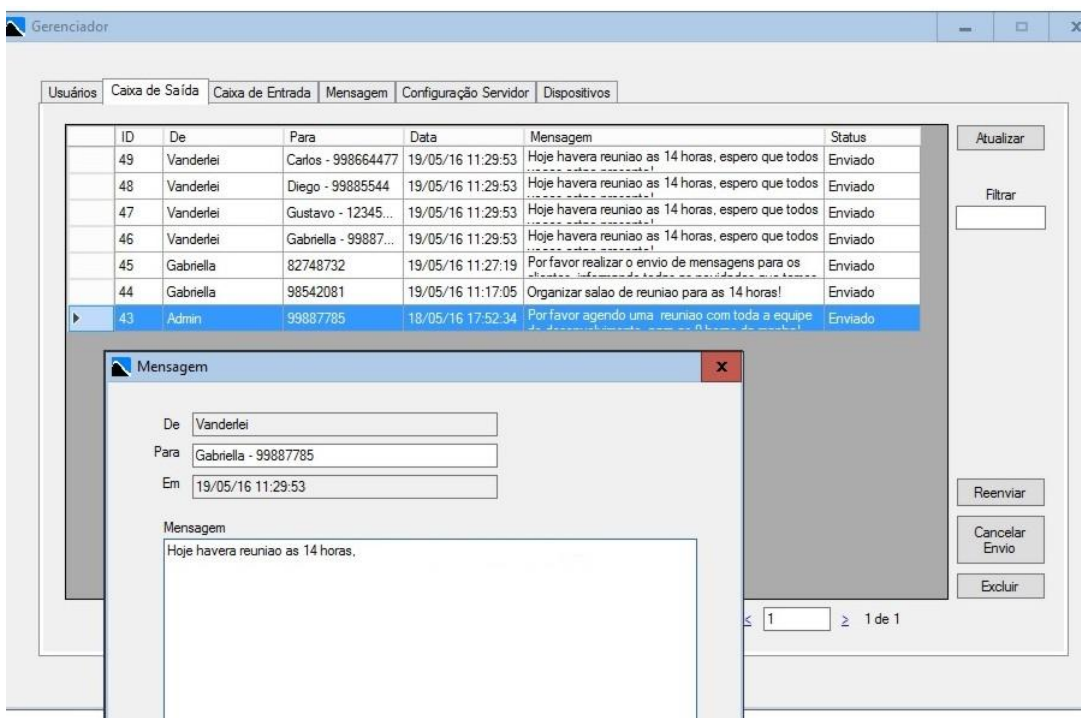 Gerenciador
Usuários Caixa de Saída Caixa de Entrada Mensagem Configuração Servidor Dispositivos
ID De Para Data Mensagem Status
49 Vanderlei Carlos - 998664477 19/05/16 11:29:53 Hoje havera reuniao as 14 horas, espero que todos Enviado
48 Vanderlei Diego - 99885544 19/05/16 11:29:53 Hoje havera reuniao as 14 horas, espero que todos Enviado
47 Vanderlei Gustavo - 12345... 19/05/16 11:29:53 Hoje havera reuniao as 14 horas, espero que todos Enviado
46 Vanderlei Gabriella - 99887... 19/05/16 11:29:53 Hoje havera reuniao as 14 horas, espero que todos Enviado
45 Gabriella 82748732 19/05/16 11:27:19 Por favor realizar o envio de mensagens para os Enviado
44 Gabriella 98542081 19/05/16 11:17:05 Organizar salao de reuniao para as 14 horas! Enviado
43 Admin 99887785 18/05/16 17:52:34 Por favor agendo uma reuniao com toda a equipe Enviado
Atualizar
Filtrar
Reenviar
Cancelar
Envio
Excluir
< 1 > 1 de 1
Mensagem
De Vanderlei
Para Gabriella - 99887785
Em 19/05/16 11:29:53
Mensagem
Hoje havera reuniao as 14 horas,